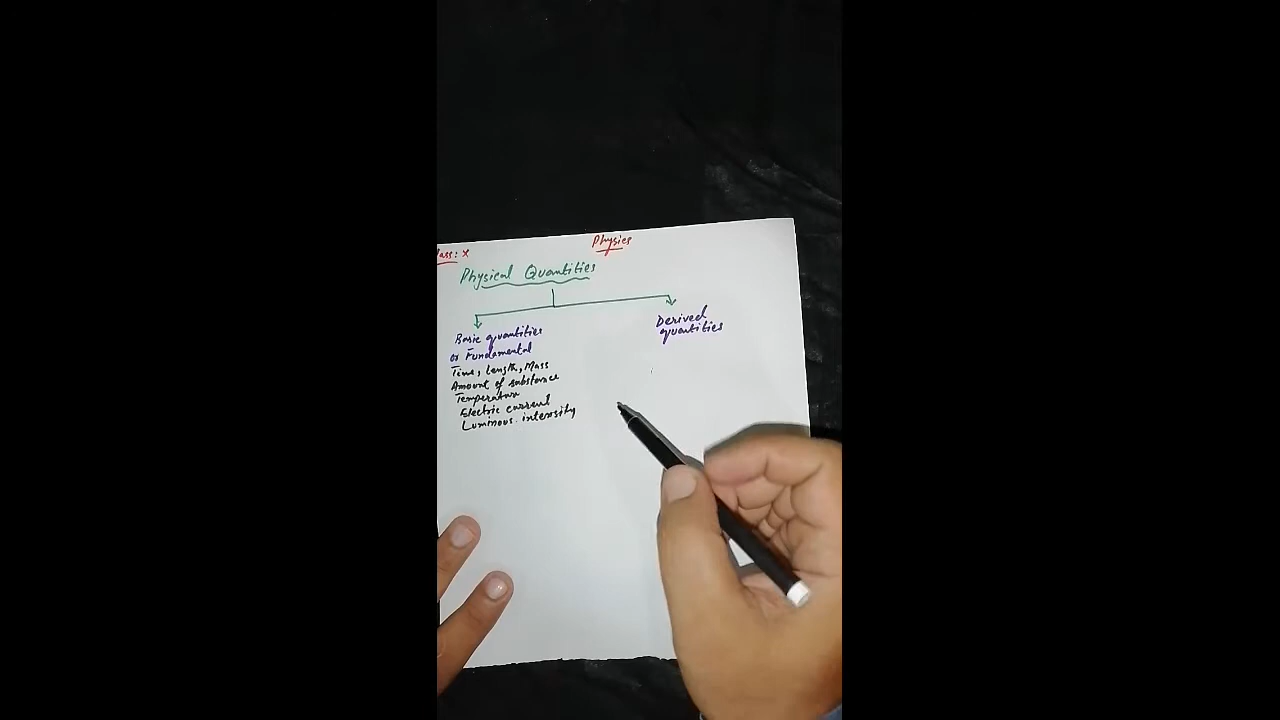 Physics
lass: X
Physical Quantities
Basic quantities
or Fundamental
Time, Length, Mass
Amount of substance
Temperature
Electric current
Luminous intensity
Derived
quantities